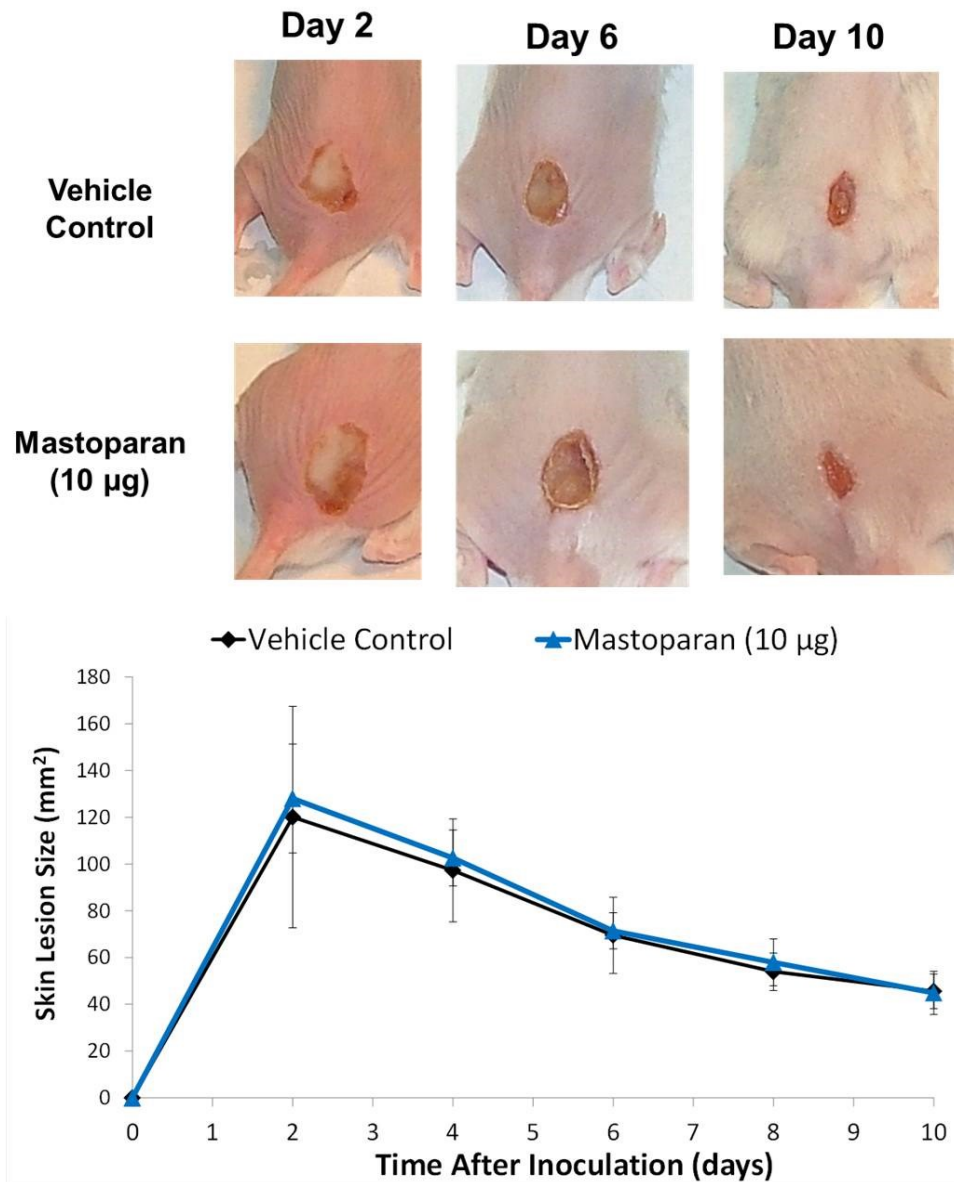 Day 2
Day 6
Day 10
Vehicle
Control
Mastoparan
(10 µg)
Vehicle Control
Mastoparan (10 µg)
180
160
140
120
100
80
60
40
20
0
Skin Lesion Size (mm²)
0 1 2 3 4 5 6 7 8 9 10
Time After Inoculation (days)